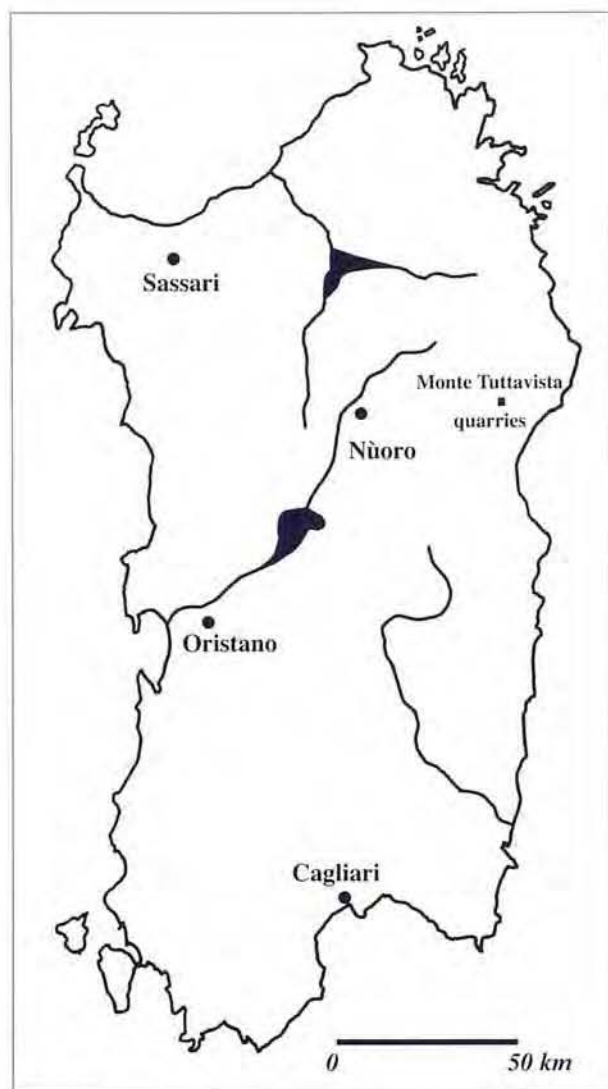 Sassari
Monte Tuttavista
quarries
Nùoro
Oristano
Cagliari
0 50 km